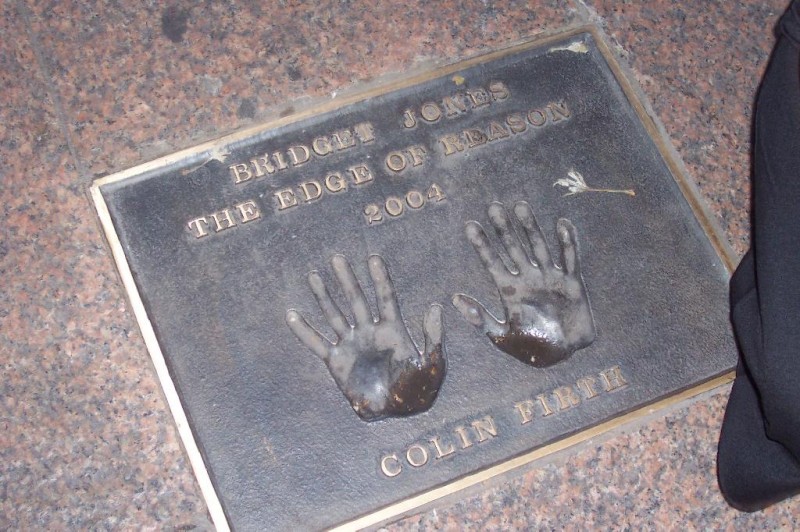 BRIDGET JONES
THE EDGE OF REASON
2004
COLIN FIRTH